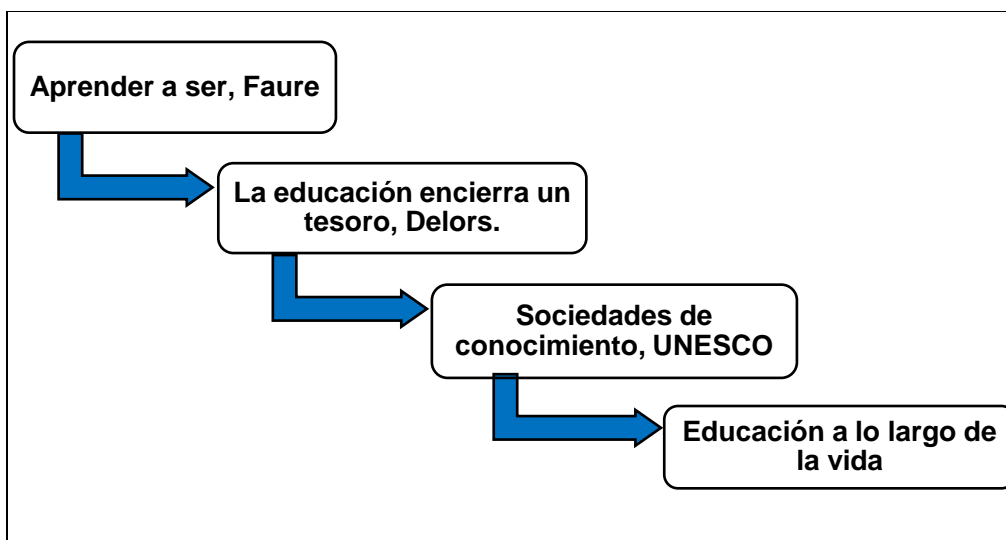 Aprender a ser, Faure
La educación encierra un
tesoro, Delors.
Sociedades de
conocimiento, UNESCO
Educación a lo largo de
la vida